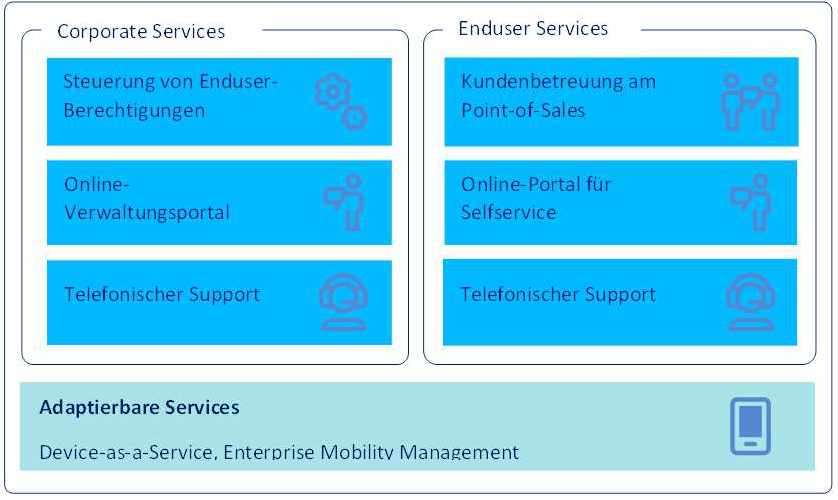 Corporate Services
Steuerung von Enduser-
Berechtigungen
Online-
Verwaltungsportal
Telefonischer Support
Enduser Services
Kundenbetreuung am
Point-of-Sales
Online-Portal für
Selfservice
Telefonischer Support
Adaptierbare Services
Device-as-a-Service, Enterprise Mobility Management